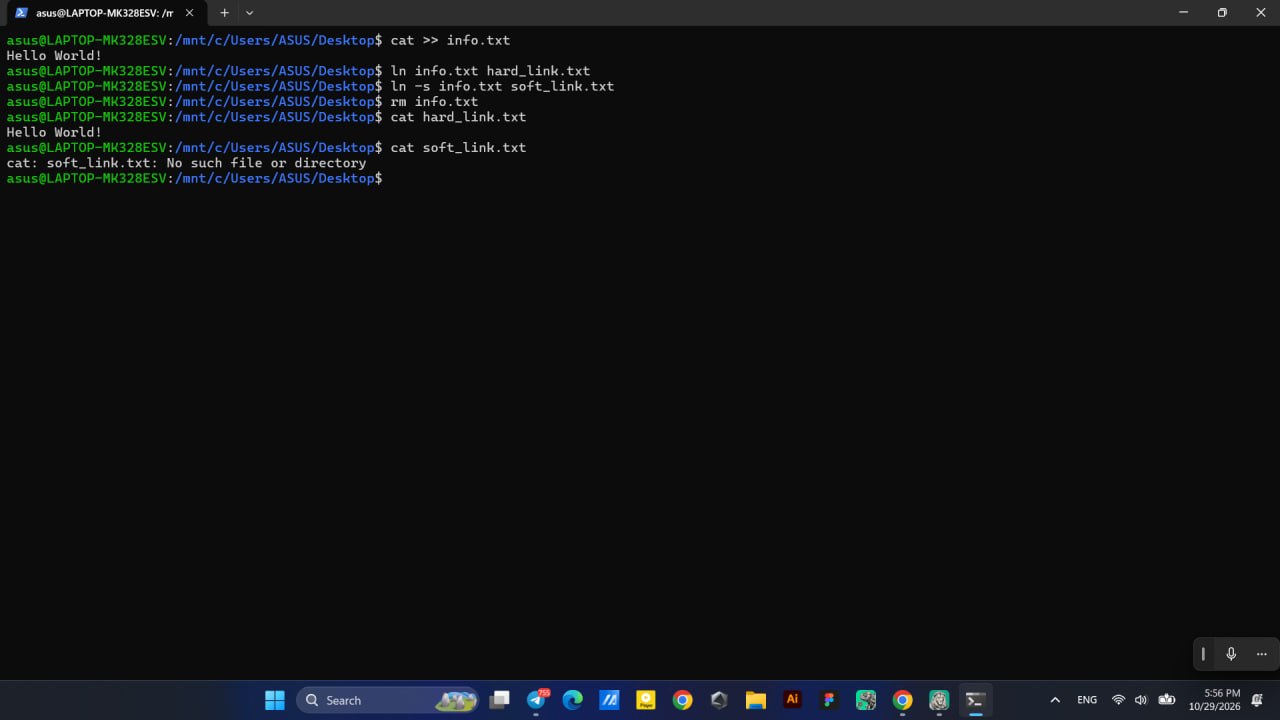 asus@LAPTOP-MK328ESV: /m
asus@LAPTOP-MK328ESV:/mnt/c/Users/ASUS/Desktop$ cat >> info.txt
Hello World!
asus@LAPTOP-MK328ESV:/mnt/c/Users/ASUS/Desktop$ ln info.txt hard_link.txt
asus@LAPTOP-MK328ESV:/mnt/c/Users/ASUS/Desktop$ ln -s info.txt soft_link.txt
asus@LAPTOP-MK328ESV:/mnt/c/Users/ASUS/Desktop$ rm info.txt
asus@LAPTOP-MK328ESV:/mnt/c/Users/ASUS/Desktop$ cat hard_link.txt
Hello World!
asus@LAPTOP-MK328ESV:/mnt/c/Users/ASUS/Desktop$ cat soft_link.txt
cat: soft_link.txt: No such file or directory
asus@LAPTOP-MK328ESV:/mnt/c/Users/ASUS/Desktop$
Search
Player
Ai
ENG
5:56 PM
10/29/2026